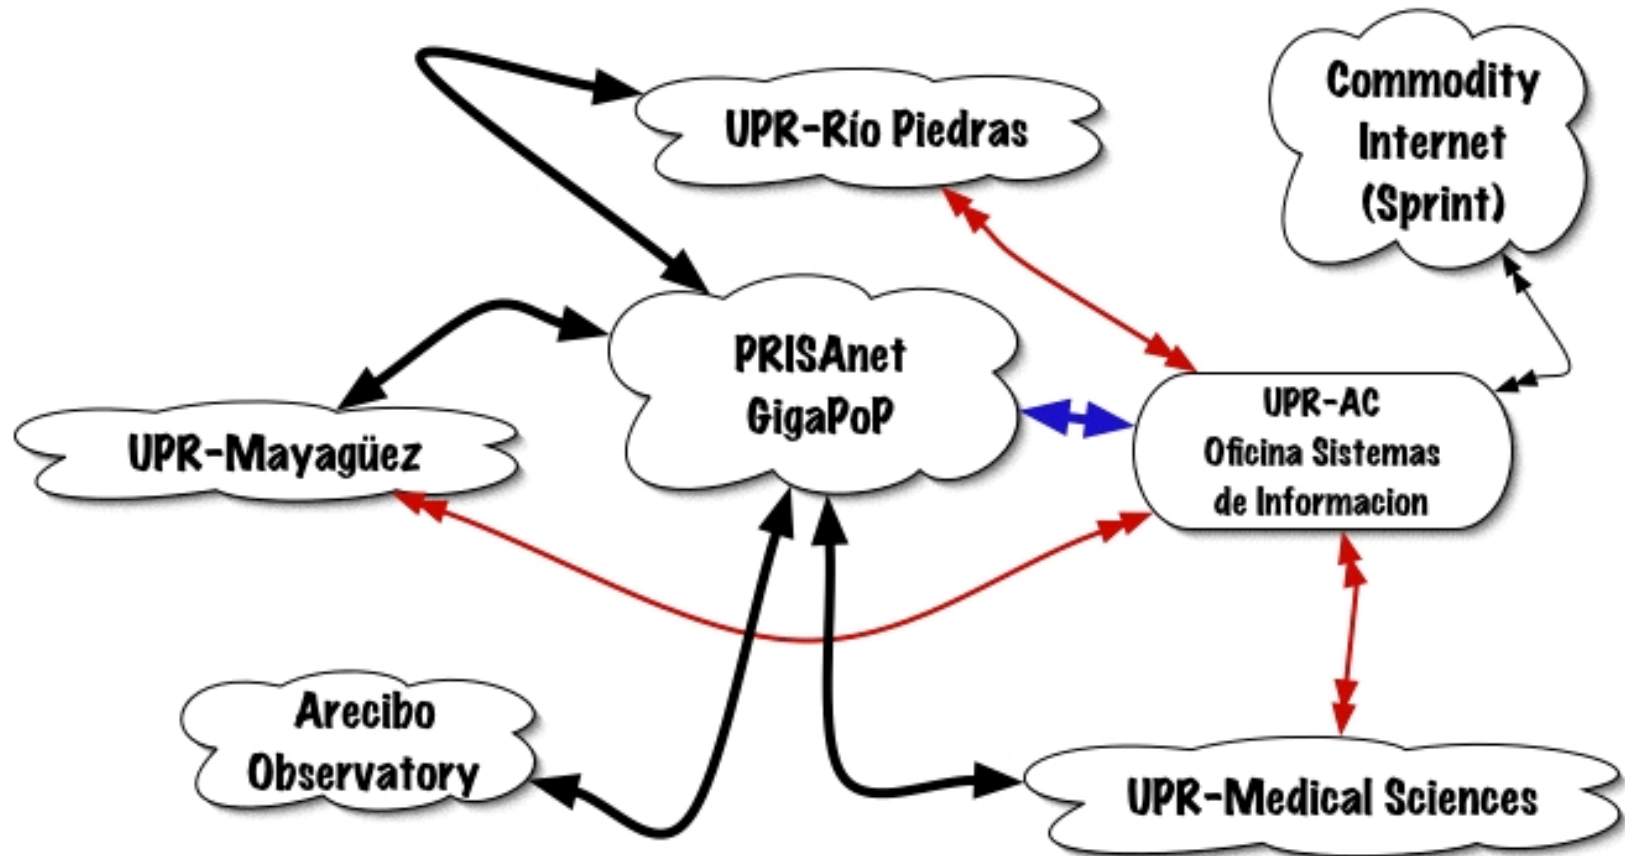 UPR-Río Piedras
Commodity
Internet
(Sprint)
PRISAnet
GigaPoP
UPR-AC
Oficina Sistemas
de Informacion
UPR-Mayagüez
Arecibo
Observatory
UPR-Medical Sciences